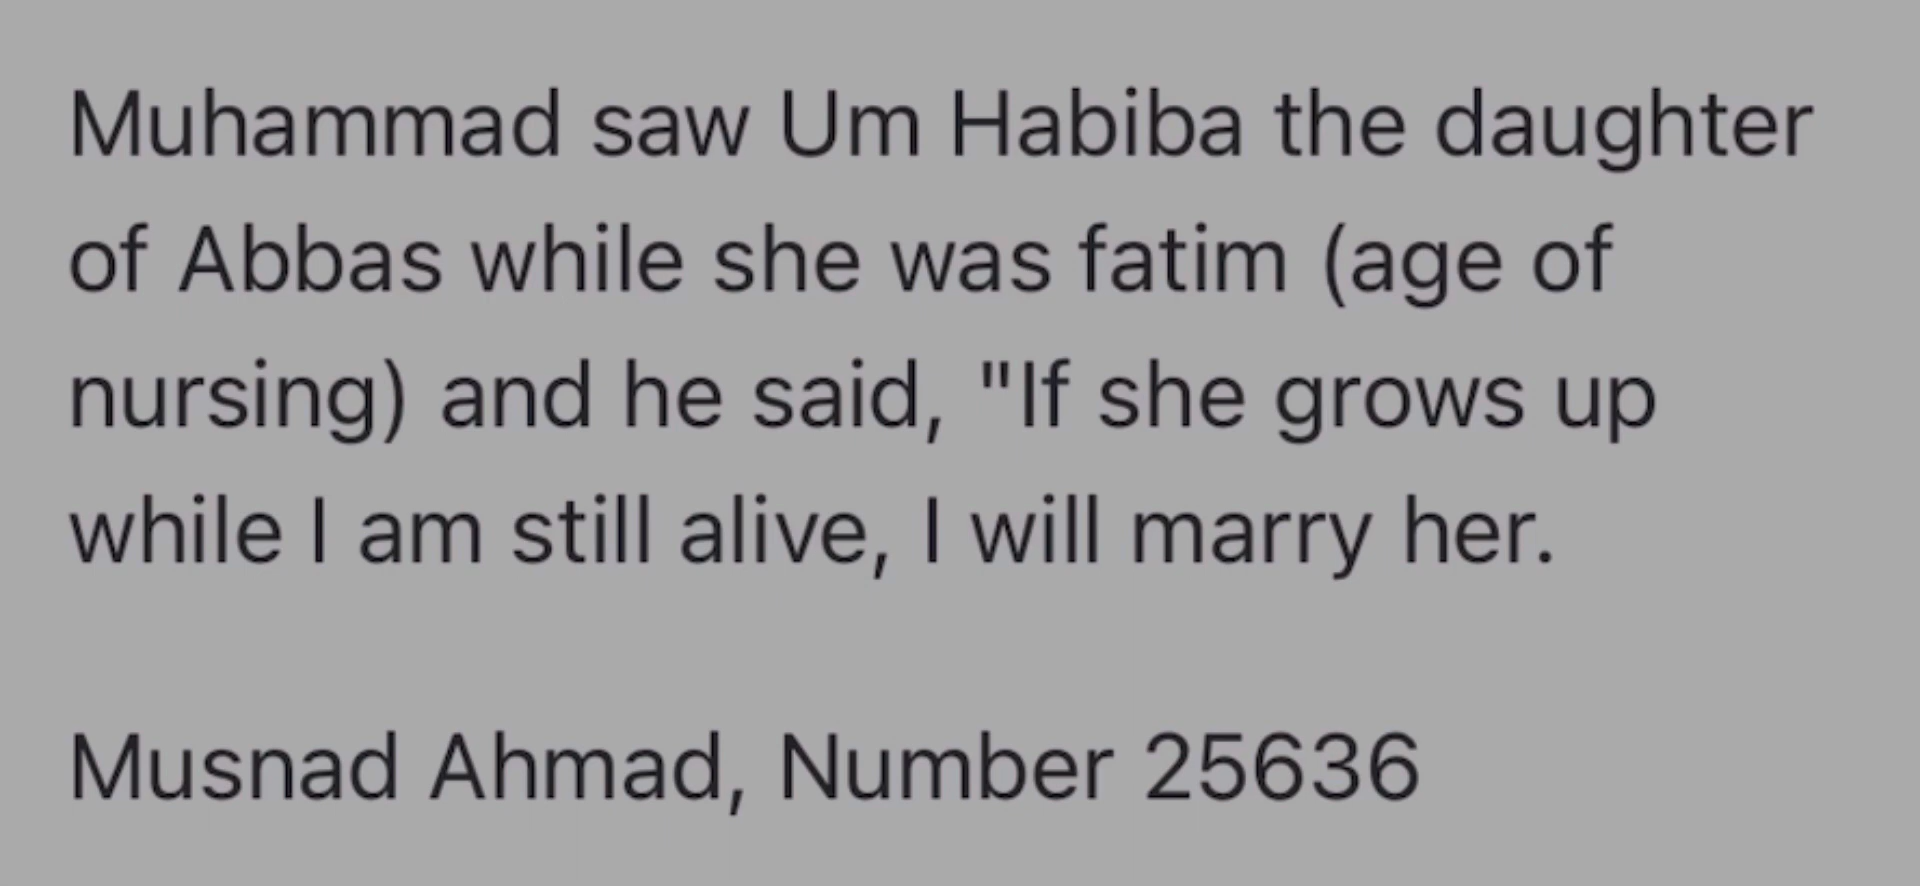 Muhammad saw Um Habiba the daughter
of Abbas while she was fatim (age of
nursing) and he said, "If she grows up
while I am still alive, I will marry her.
Musnad Ahmad, Number 25636